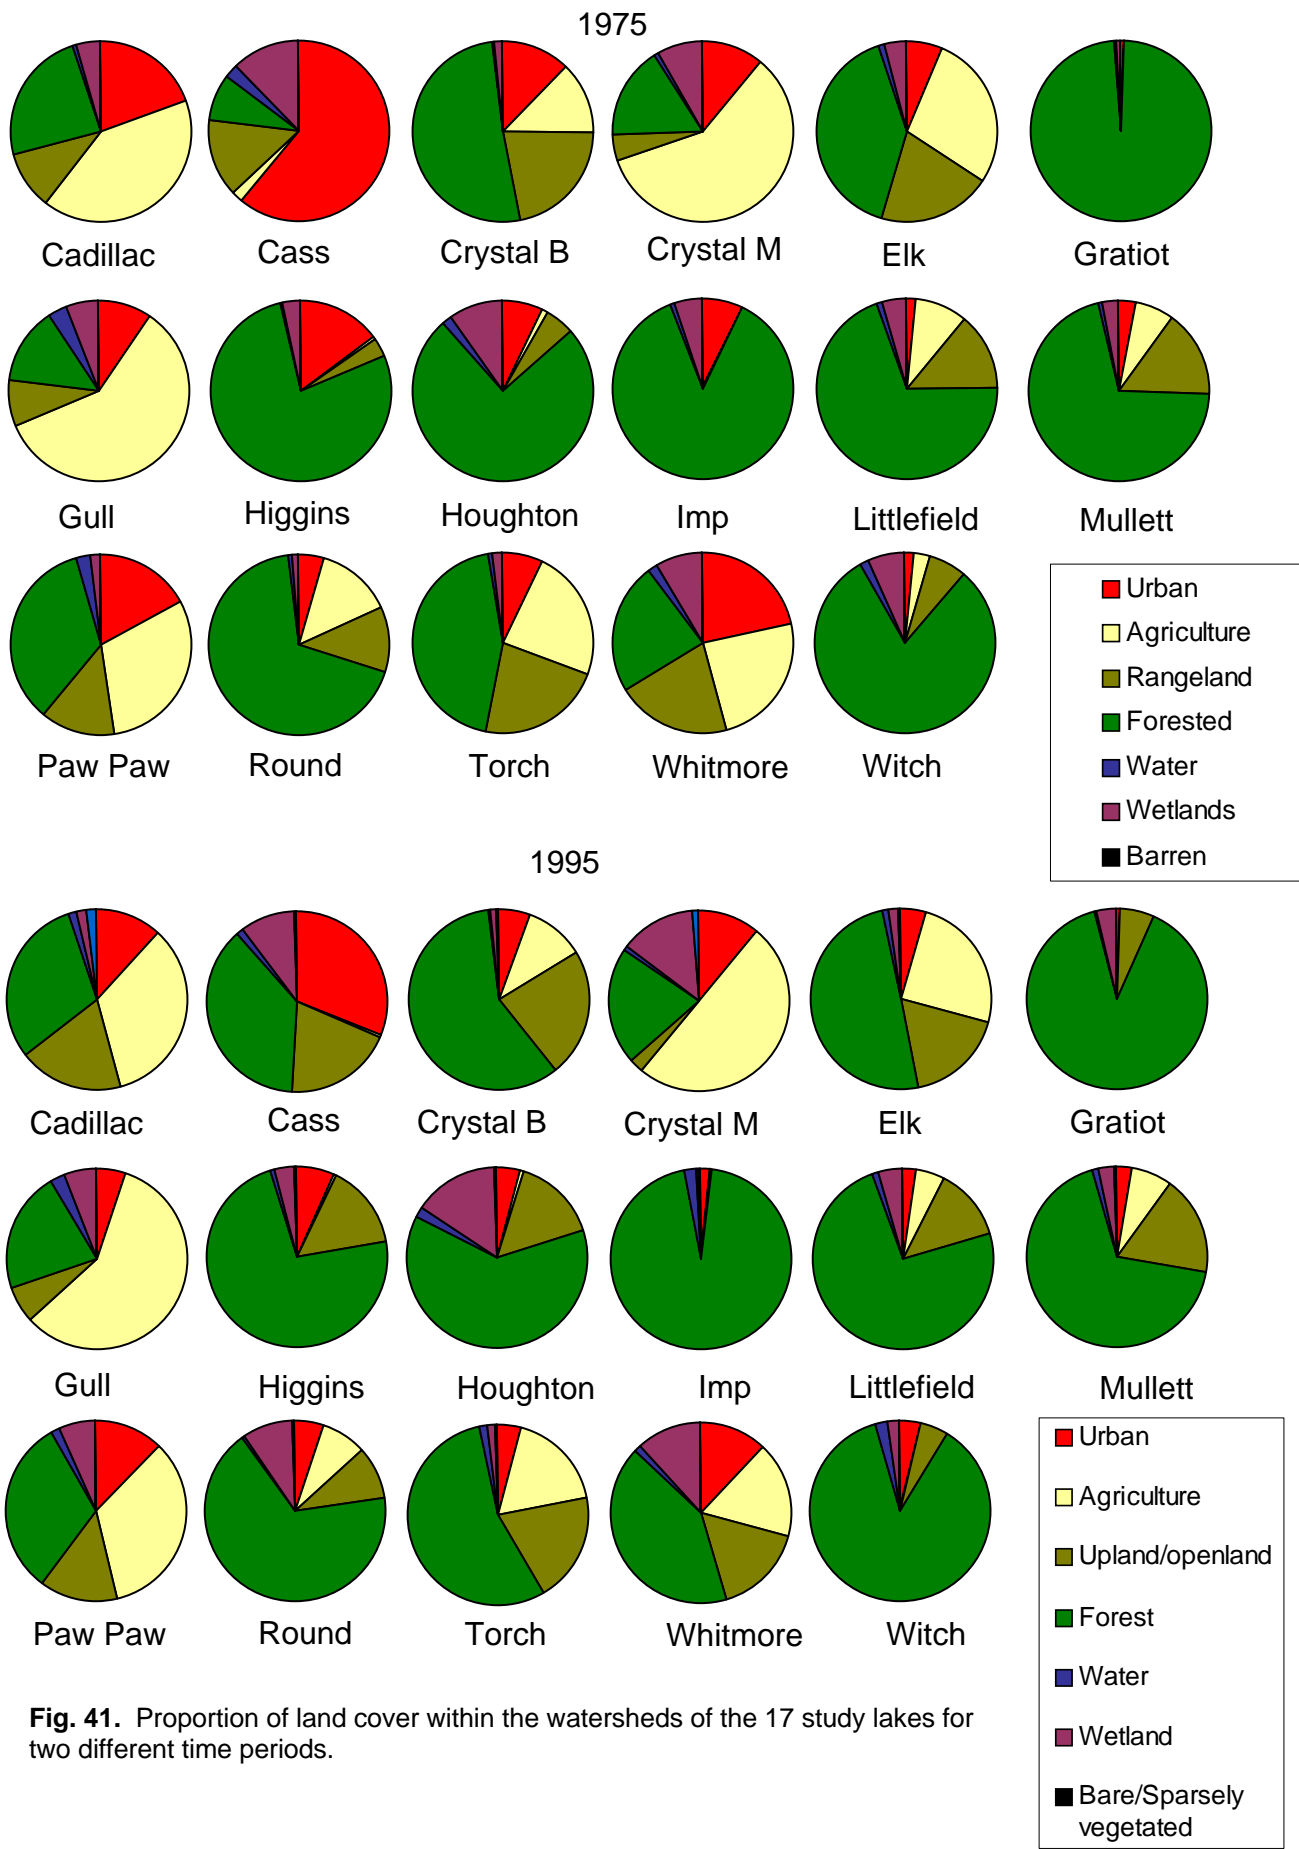 1975
Cadillac
Cass
Crystal B
Crystal M
Elk
Gratiot
Gull
Higgins
Houghton
Imp
Littlefield
Mullett
Paw Paw
Round
Torch
Whitmore
Witch
Urban
Agriculture
Rangeland
Forested
Water
Wetlands
Barren
1995
Cadillac
Cass
Crystal B
Crystal M
Elk
Gratiot
Gull
Higgins
Houghton
Imp
Littlefield
Mullett
Paw Paw
Round
Torch
Whitmore
Witch
Urban
Agriculture
Upland/openland
Forest
Water
Wetland
Bare/Sparsely
vegetated
Fig. 41. Proportion of land cover within the watersheds of the 17 study lakes for
two different time periods.